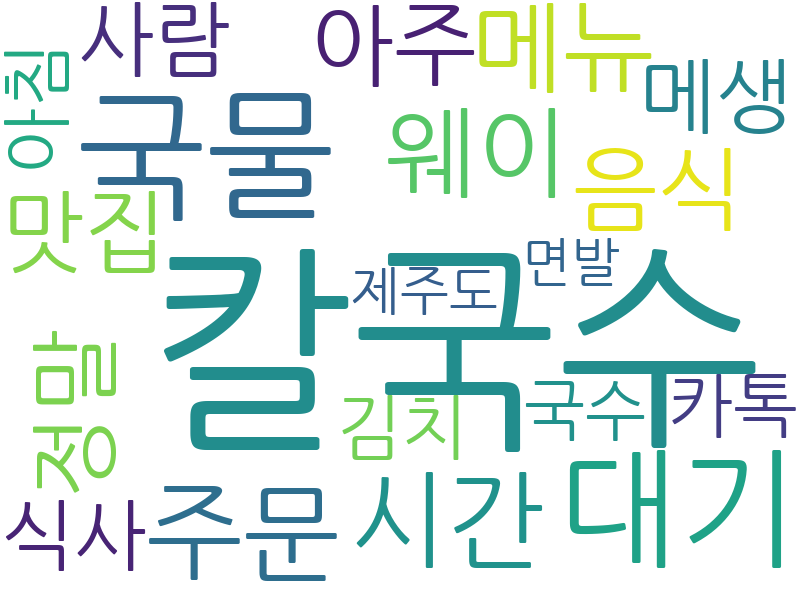 사람
아주
메뉴
아침
국물
웨이
메생
음식
맛집
칼국수
제주도
면발
정말
김치
국수
카톡
식사
주문
시간
대기